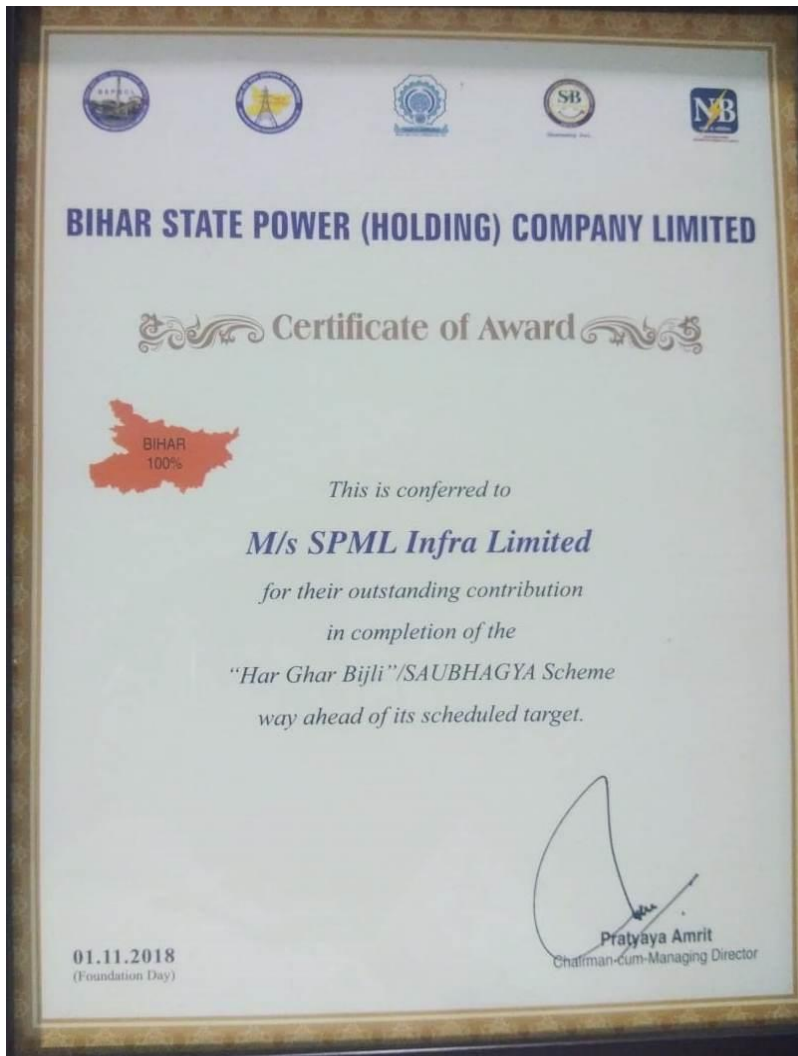 SB
NB
BIHAR STATE POWER (HOLDING) COMPANY LIMITED
Certificate of Award
BIHAR
100%
This is conferred to
M/s SPML Infra Limited
for their outstanding contribution
in completion of the
“Har Ghar Bijli”/SAUBHAGYA Scheme
way ahead of its scheduled target.
Pratyaya Amrit
Chairman-cum-Managing Director
01.11.2018
(Foundation Day)